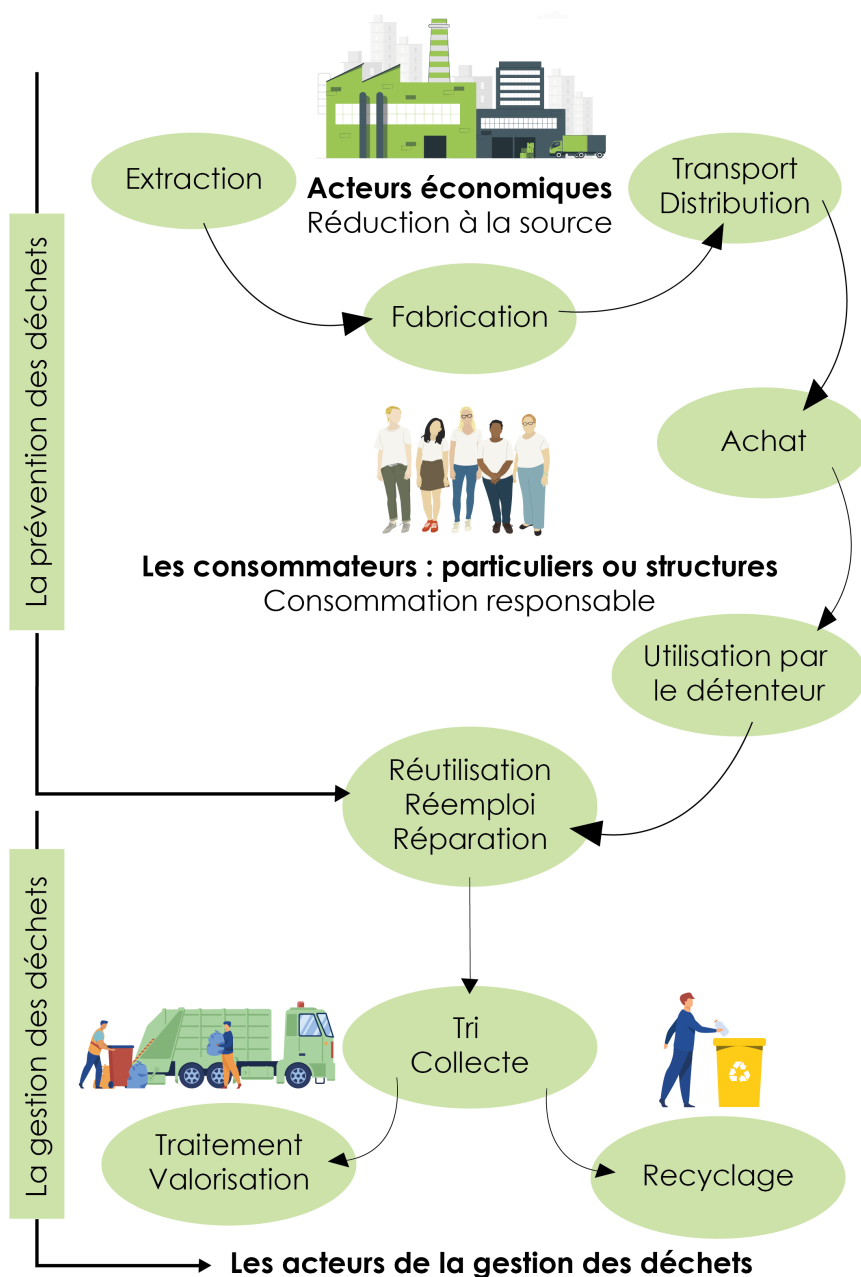 Extraction
Acteurs économiques
Réduction à la source
Transport
Distribution
Fabrication
La prévention des déchets
Achat
Les consommateurs : particuliers ou structures
Consommation responsable
Utilisation par
le détenteur
Réutilisation
Réemploi
Réparation
La gestion des déchets
Tri
Collecte
Traitement
Valorisation
Recyclage
Les acteurs de la gestion des déchets